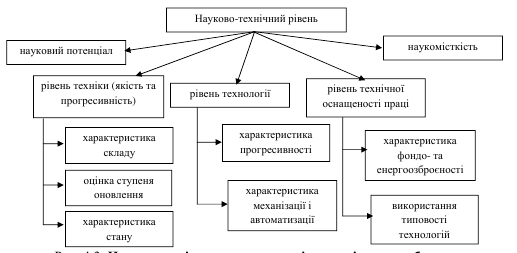 Науково-технічний рівень
науковий потенціал
наукомісткість
рівень техніки (якість та
прогресивність)
рівень технології
рівень технічної
оснащеності праці
характеристика
складу
оцінка ступеня
оновлення
характеристика
стану
характеристика
прогресивності
характеристика
механізації і
автоматизації
характеристика
фондо- та
енергоозброєності
використання
типовості
технологій